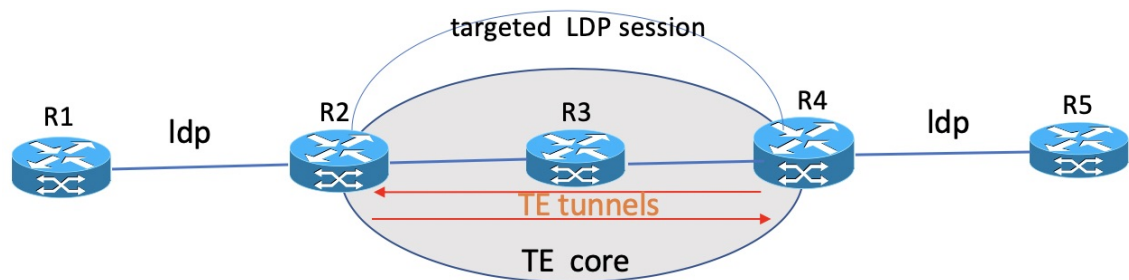 targeted LDP session
R1
ldp
R2
R3
R4
ldp
R5
TE tunnels
TE core